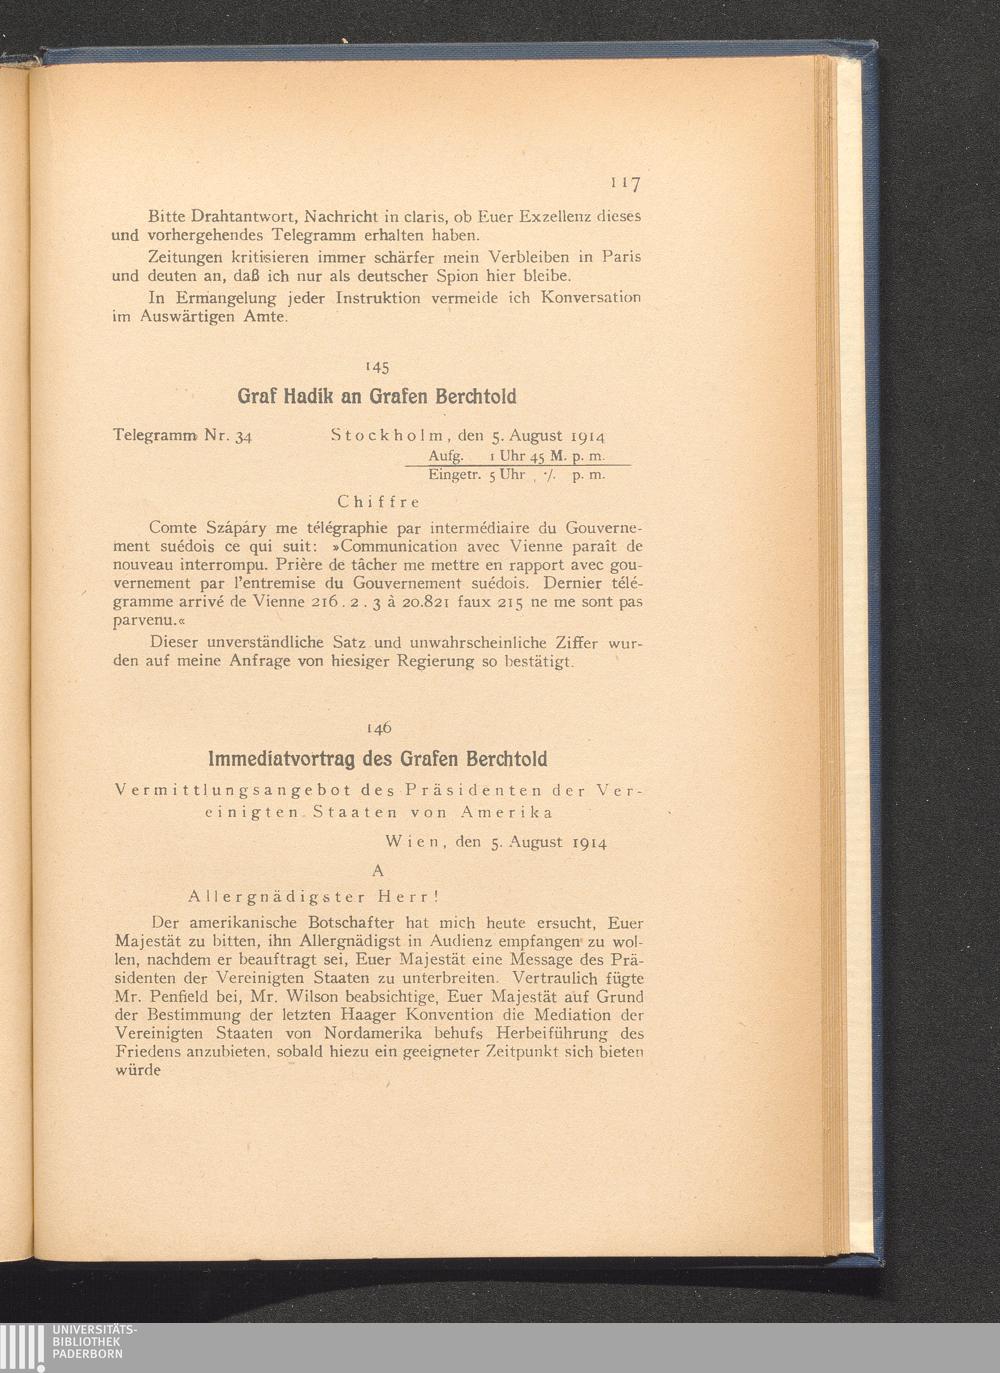 117
Bitte Drahtantwort, Nachricht in claris, ob Euer Exzellenz dieses
und vorhergehendes Telegramm erhalten haben.
Zeitungen kritisieren immer schärfer mein Verbleiben in Paris
und deuten an, daß ich nur als deutscher Spion hier bleibe.
In Ermangelung jeder Instruktion vermeide ich Konversation
im Auswärtigen Amte.
145
Graf Hadik an Grafen Berchtold
Telegramm Nr. 34 Stockholm, den 5. August 1914
Aufg. 1 Uhr 45 M. p. m.
Eingetr. 5 Uhr ·/. p. m.
Chiffre
Comte Szápáry me télégraphie par intermédiaire du Gouverne-
ment suédois ce qui suit: »Communication avec Vienne paraît de
nouveau interrompu. Prière de tâcher me mettre en rapport avec gou-
vernement par l'entremise du Gouvernement suédois. Dernier télé-
gramme arrivé de Vienne 216 . 2 . 3 à 20.821 faux 215 ne me sont pas
parvenu.«
Dieser unverständliche Satz und unwahrscheinliche Ziffer wur-
den auf meine Anfrage von hiesiger Regierung so bestätigt.
146
Immediatvortrag des Grafen Berchtold
Vermittlungsangebot des Präsidenten der Ver-
einigten Staaten von Amerika
Wien, den 5. August 1914
A
Allergnädigster Herr!
Der amerikanische Botschafter hat mich heute ersucht, Euer
Majestät zu bitten, ihn Allergnädigst in Audienz empfangen zu wol-
len, nachdem er beauftragt sei, Euer Majestät eine Message des Prä-
sidenten der Vereinigten Staaten zu unterbreiten. Vertraulich fügte
Mr. Penfield bei, Mr. Wilson beabsichtige, Euer Majestät auf Grund
der Bestimmung der letzten Haager Konvention die Mediation der
Vereinigten Staaten von Nordamerika behufs Herbeiführung des
Friedens anzubieten, sobald hiezu ein geeigneter Zeitpunkt sich bieten
würde
UNIVERSITÄTS-
BIBLIOTHEK
PADERBORN